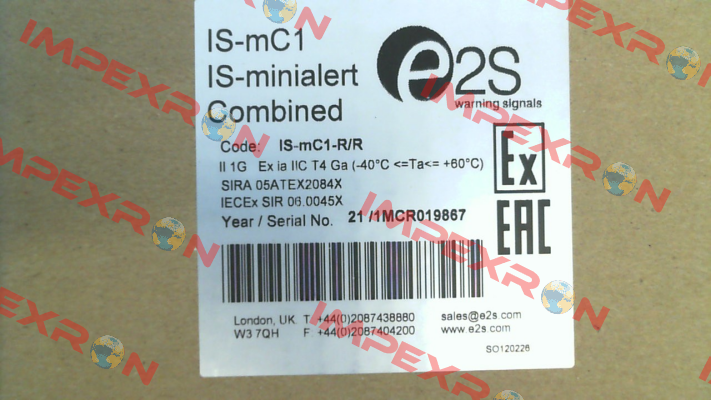 IS-mC1
IS-minialert
Combined
e2S
warning signals
Code: IS-mC1-R/R
II 1G Ex ia IIC T4 Ga (-40°C <=Ta<= +60°C)
SIRA 05ATEX2084X
IECEx SIR 06.0045X
Year / Serial No. 21 /1MCR019867
Ex
EAC
London, UK T +44(0)2087438880 sales@e2s.com
W3 7QH F +44(0)2087404200 www.e2s.com
SO120226
IMPEXRON
IMPEXRON
IMPEXRON
IMPEXRON
IMPEXRON
IMPEXRON
IMPEXRON